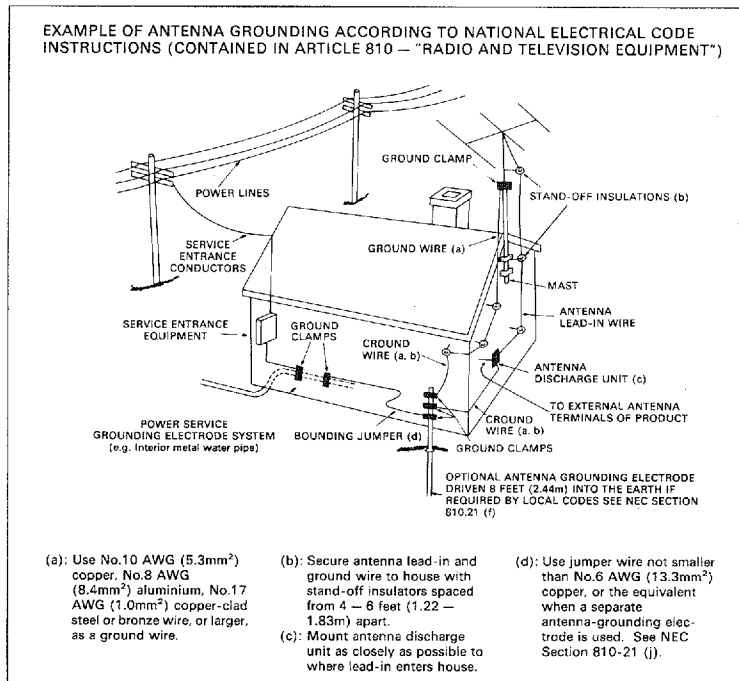 EXAMPLE OF ANTENNA GROUNDING ACCORDING TO NATIONAL ELECTRICAL CODE
INSTRUCTIONS (CONTAINED IN ARTICLE 810 — "RADIO AND TELEVISION EQUIPMENT")
GROUND CLAMP
POWER LINES
STAND-OFF INSULATIONS (b)
SERVICE
ENTRANCE
CONDUCTORS
GROUND WIRE (a)
MAST
ANTENNA
LEAD-IN WIRE
SERVICE ENTRANCE
EQUIPMENT
GROUND
CLAMPS
CROUND
WIRE (a, b)
ANTENNA
DISCHARGE UNIT (c)
TO EXTERNAL ANTENNA
TERMINALS OF PRODUCT
POWER SERVICE
GROUNDING ELECTRODE SYSTEM
(e.g. Interior metal water pipe)
BOUNDING JUMPER (d)
CROUND
WIRE (a. b)
GROUND CLAMPS
OPTIONAL ANTENNA GROUNDING ELECTRODE
DRIVEN 8 FEET (2.44m) INTO THE EARTH IF
REQUIRED BY LOCAL CODES SEE NEC SECTION
810.21 (f)
(a): Use No.10 AWG (5.3mm²)
copper, No.8 AWG
(8.4mm²) aluminium, No.17
AWG (1.0mm²) copper-clad
steel or bronze wire, or larger,
as a ground wire.
(b): Secure antenna lead-in and
ground wire to house with
stand-off insulators spaced
from 4 — 6 feet (1.22 —
1.83m) apart.
(c): Mount antenna discharge
unit as closely as possible to
where lead-in enters house.
(d): Use jumper wire not smaller
than No.6 AWG (13.3mm²)
copper, or the equivalent
when a separate
antenna-grounding elec-
trode is used. See NEC
Section 810-21 (j).